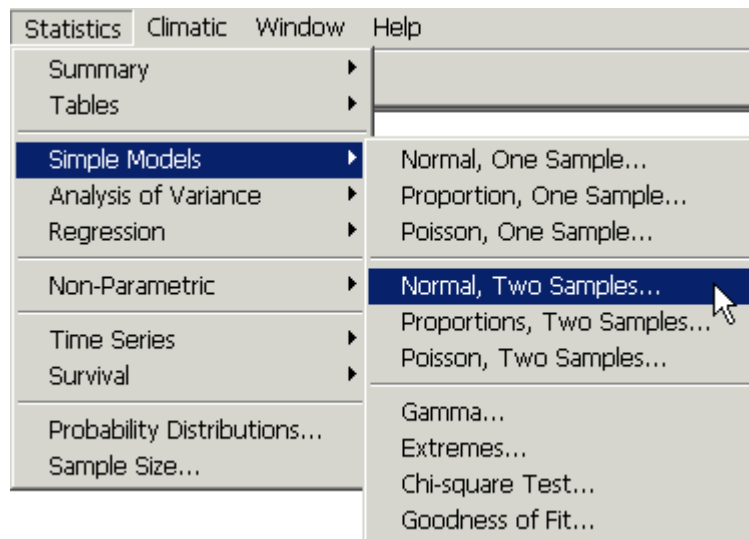 Statistics Climatic Window Help
Summary
Tables
Simple Models
Analysis of Variance
Regression
Non-Parametric
Time Series
Survival
Probability Distributions...
Sample Size...
Normal, One Sample...
Proportion, One Sample...
Poisson, One Sample...
Normal, Two Samples...
Proportions, Two Samples...
Poisson, Two Samples...
Gamma...
Extremes...
Chi-square Test...
Goodness of Fit...